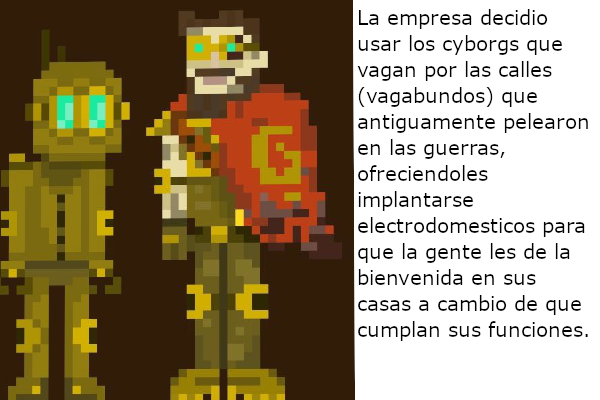 La empresa decidio
usar los cyborgs que
vagan por las calles
(vagabundos) que
antiguamente pelearon
en las guerras,
ofreciendoles
implantarse
electrodomesticos para
que la gente les de la
bienvenida en sus
casas a cambio de que
cumplan sus funciones.
G